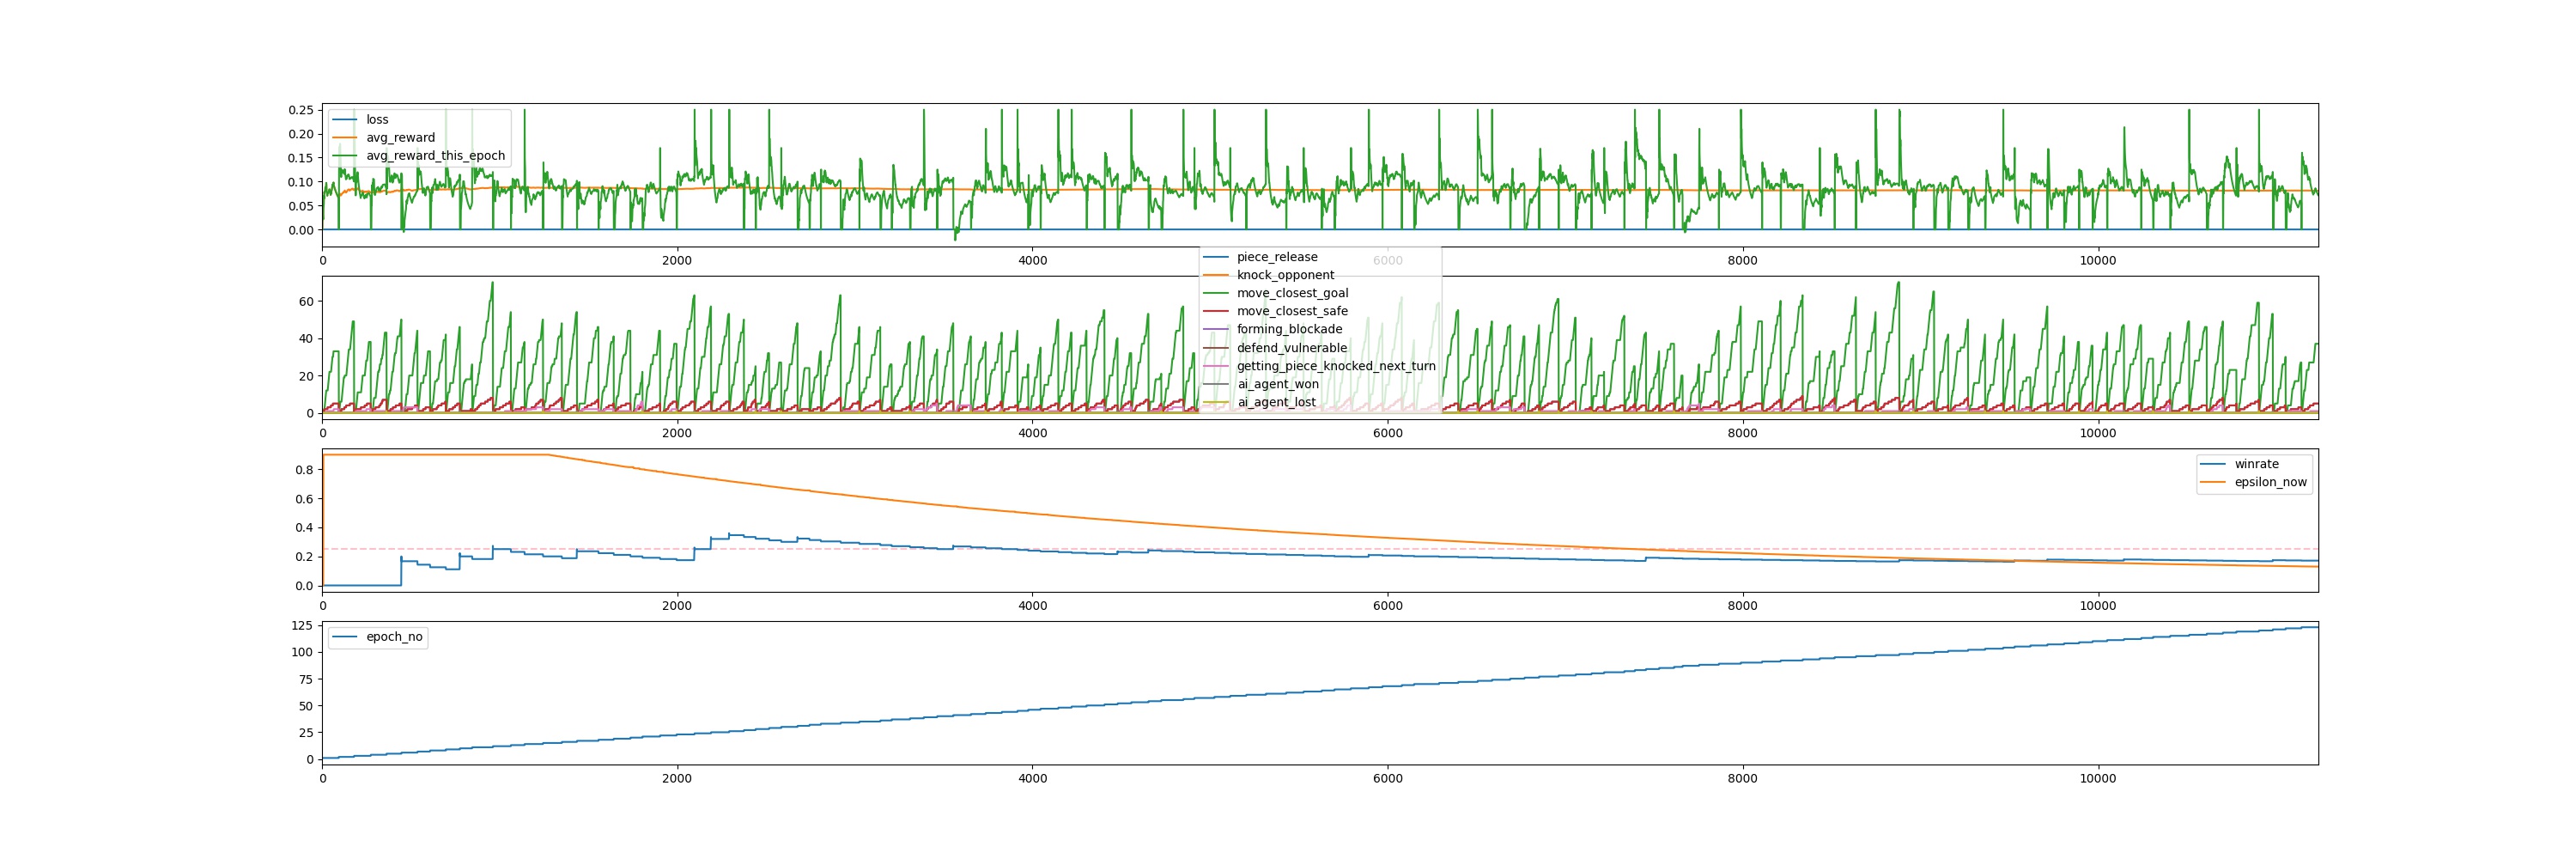 0.25
0.20
0.15
0.10
0.05
0.00
loss
avg_reward
avg_reward_this_epoch
0 2000 4000 6000 8000 10000
60
40
20
0
piece_release
knock_opponent
move_closest_goal
move_closest_safe
forming_blockade
defend_vulnerable
getting_piece_knocked_next_turn
ai_agent_won
ai_agent_lost
0 2000 4000 6000 8000 10000
0.8
0.6
0.4
0.2
0.0
winrate
epsilon_now
0 2000 4000 6000 8000 10000
125
100
75
50
25
0
epoch_no
0 2000 4000 6000 8000 10000